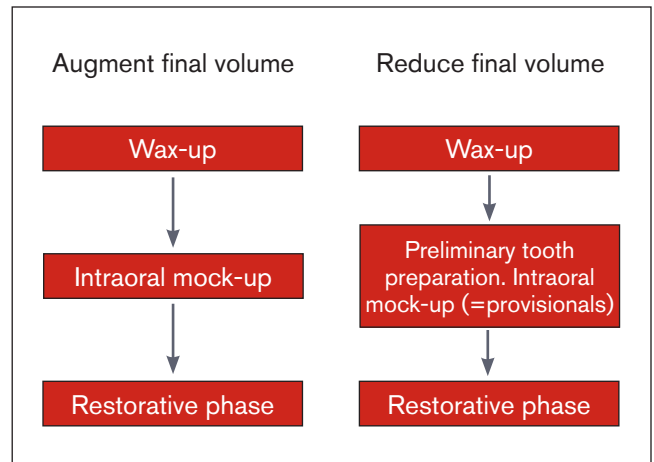 Augment final volume
Wax-up
Intraoral mock-up
Restorative phase
Reduce final volume
Wax-up
Preliminary tooth
preparation. Intraoral
mock-up (=provisionals)
Restorative phase